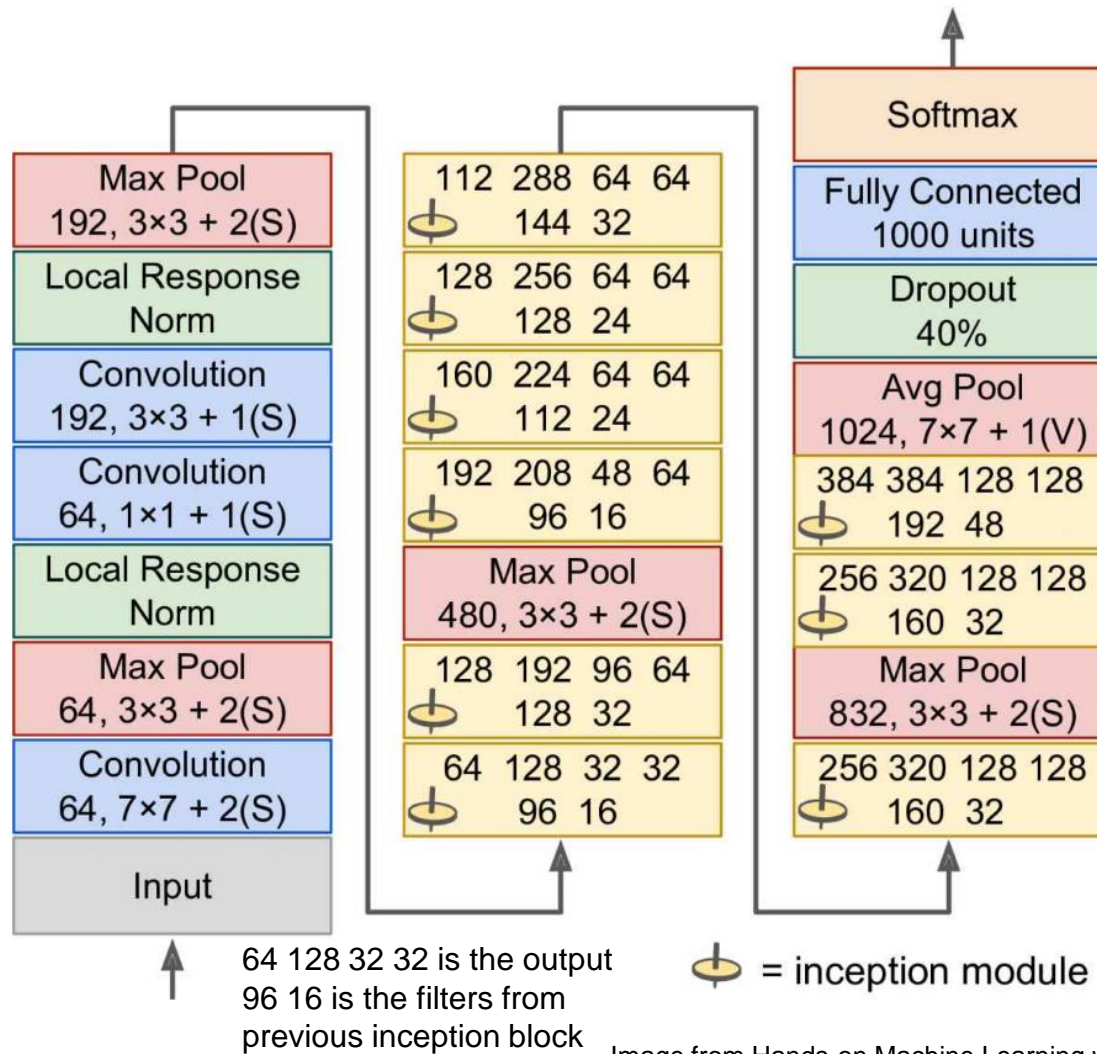 Max Pool
192, 3×3 + 2(S)
Local Response
Norm
Convolution
192, 3×3 + 1(S)
Convolution
64, 1×1 + 1(S)
Local Response
Norm
Max Pool
64, 3×3 + 2(S)
Convolution
64, 7×7 + 2(S)
Input
112 288 64 64
144 32
128 256 64 64
128 24
160 224 64 64
112 24
192 208 48 64
96 16
Max Pool
480, 3×3 + 2(S)
128 192 96 64
128 32
64 128 32 32
96 16
Softmax
Fully Connected
1000 units
Dropout
40%
Avg Pool
1024, 7×7 + 1(V)
384 384 128 128
192 48
256 320 128 128
160 32
Max Pool
832, 3×3 + 2(S)
256 320 128 128
160 32
64 128 32 32 is the output
96 16 is the filters from
previous inception block
= inception module
Image from Hands-on Machine Learning